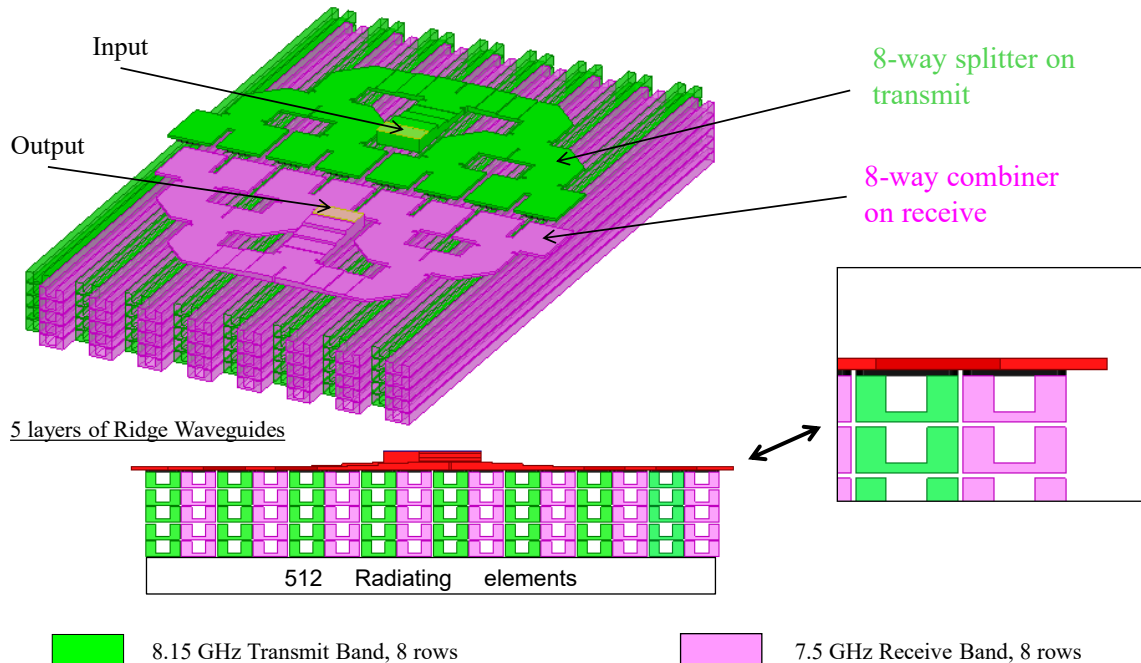 Input
8-way splitter on
transmit
Output
8-way combiner
on receive
5 layers of Ridge Waveguides
512 Radiating elements
8.15 GHz Transmit Band, 8 rows
7.5 GHz Receive Band, 8 rows